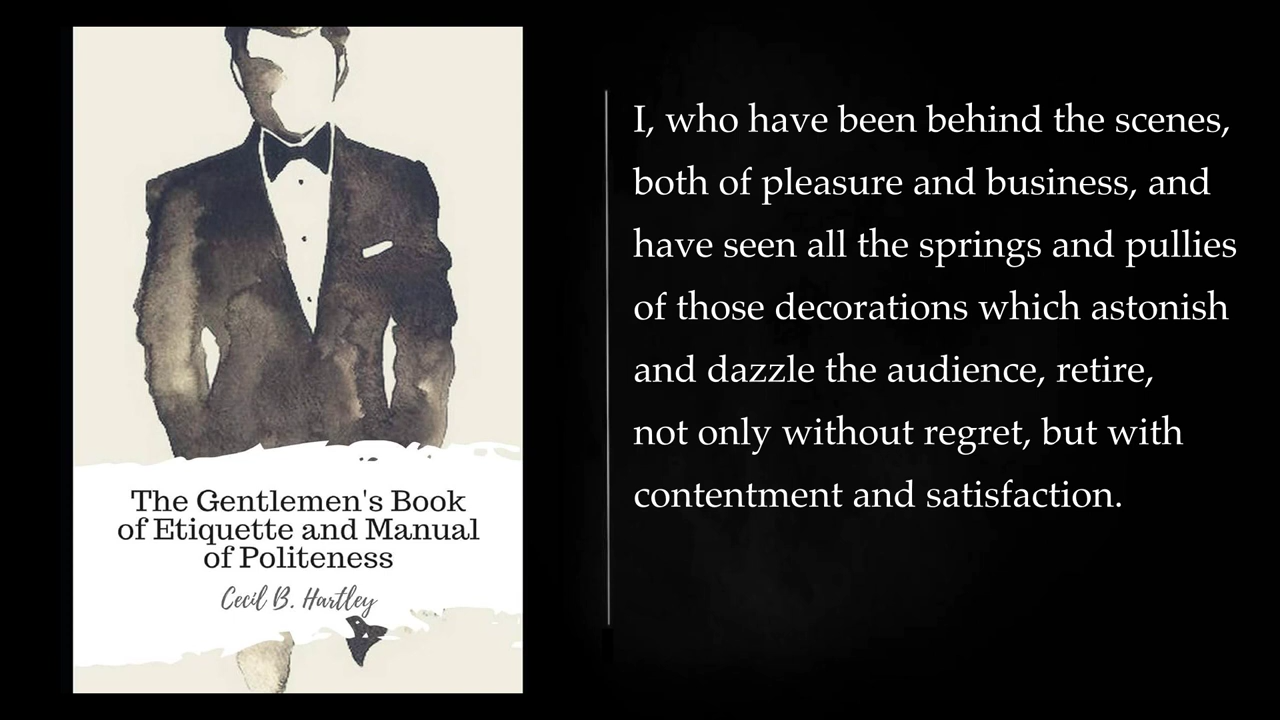 The Gentlemen's Book
of Etiquette and Manual
of Politeness
Cecil B. Hartley
I, who have been behind the scenes,
both of pleasure and business, and
have seen all the springs and pullies
of those decorations which astonish
and dazzle the audience, retire,
not only without regret, but with
contentment and satisfaction.